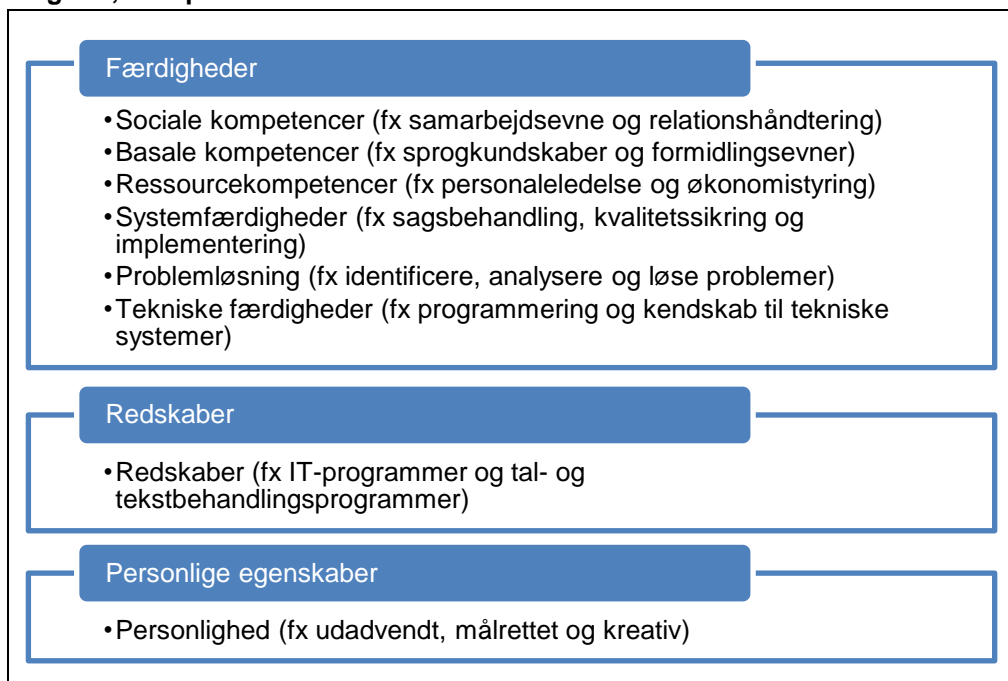 Færdigheder
•Sociale kompetencer (fx samarbejdsevne og relationshåndtering)
•Basale kompetencer (fx sprogkundskaber og formidlingsevner)
•Ressourcekompetencer (fx personaleledelse og økonomistyring)
•Systemfærdigheder (fx sagsbehandling, kvalitetssikring og
implementering)
•Problemløsning (fx identificere, analysere og løse problemer)
•Tekniske færdigheder (fx programmering og kendskab til tekniske
systemer)
Redskaber
•Redskaber (fx IT-programmer og tal- og
tekstbehandlingsprogrammer)
Personlige egenskaber
•Personlighed (fx udadvendt, målrettet og kreativ)